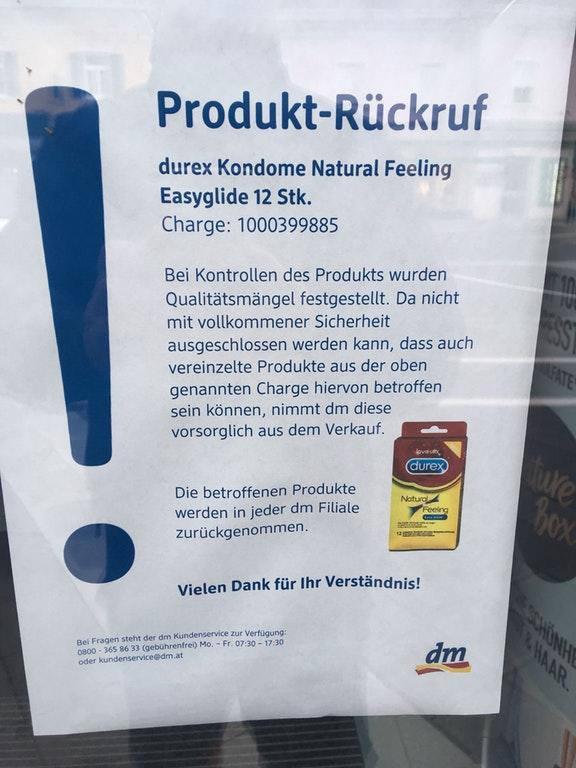 Produkt-Rückruf
durex Kondome Natural Feeling
Easyglide 12 Stk.
Charge: 1000399885
Bei Kontrollen des Produkts wurden
Qualitätsmängel festgestellt. Da nicht
mit vollkommener Sicherheit
ausgeschlossen werden kann, dass auch
vereinzelte Produkte aus der oben
genannten Charge hiervon betroffen
sein können, nimmt dm diese
vorsorglich aus dem Verkauf.
durex
Natural
Feeling
12
Die betroffenen Produkte
werden in jeder dm Filiale
zurückgenommen.
Vielen Dank für Ihr Verständnis!
Bei Fragen steht der dm Kundenservice zur Verfügung:
0800 - 365 86 33 (gebührenfrei) Mo. - Fr. 07:30 - 17:30
oder kundenservice@dm.at
dm
Box
& HAAR.